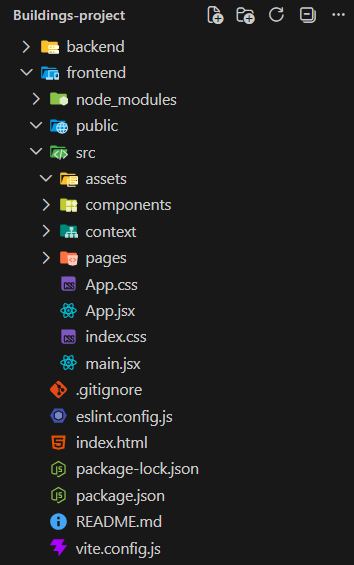 Buildings-project
backend
frontend
node_modules
public
src
assets
components
context
pages
App.css
App.jsx
index.css
main.jsx
.gitignore
eslint.config.js
index.html
package-lock.json
package.json
README.md
vite.config.js